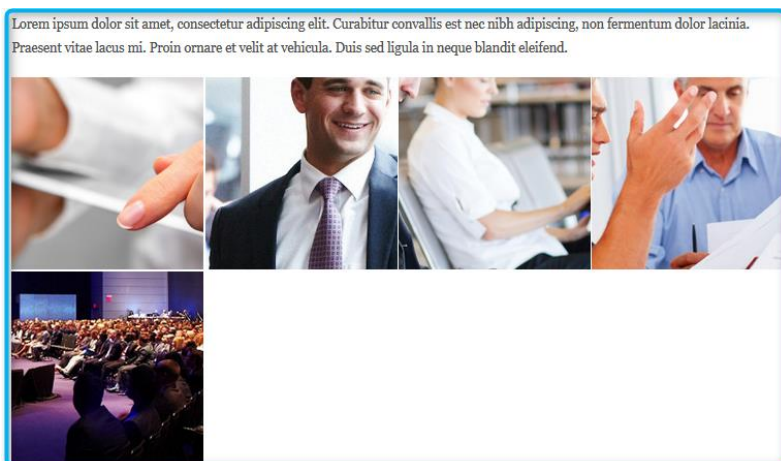 Lorem ipsum dolor sit amet, consectetur adipiscing elit. Curabitur convallis est nec nibh adipiscing, non fermentum dolor lacinia.
Praesent vitae lacus mi. Proin ornare et velit at vehicula. Duis sed ligula in neque blandit eleifend.